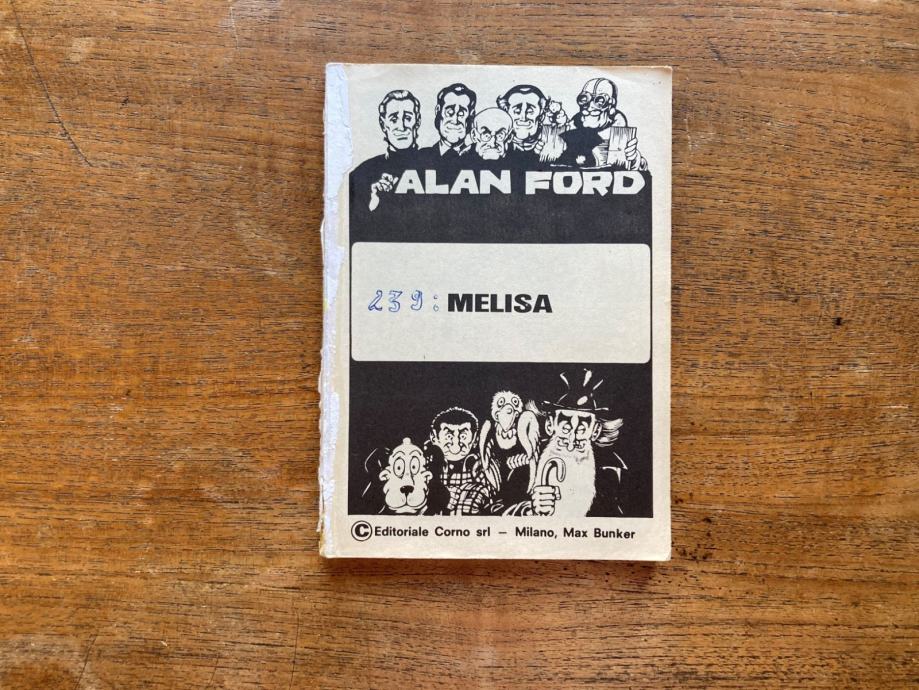 ALAN FORD
239: MELISA
©Editoriale Corno srl – Milano, Max Bunker